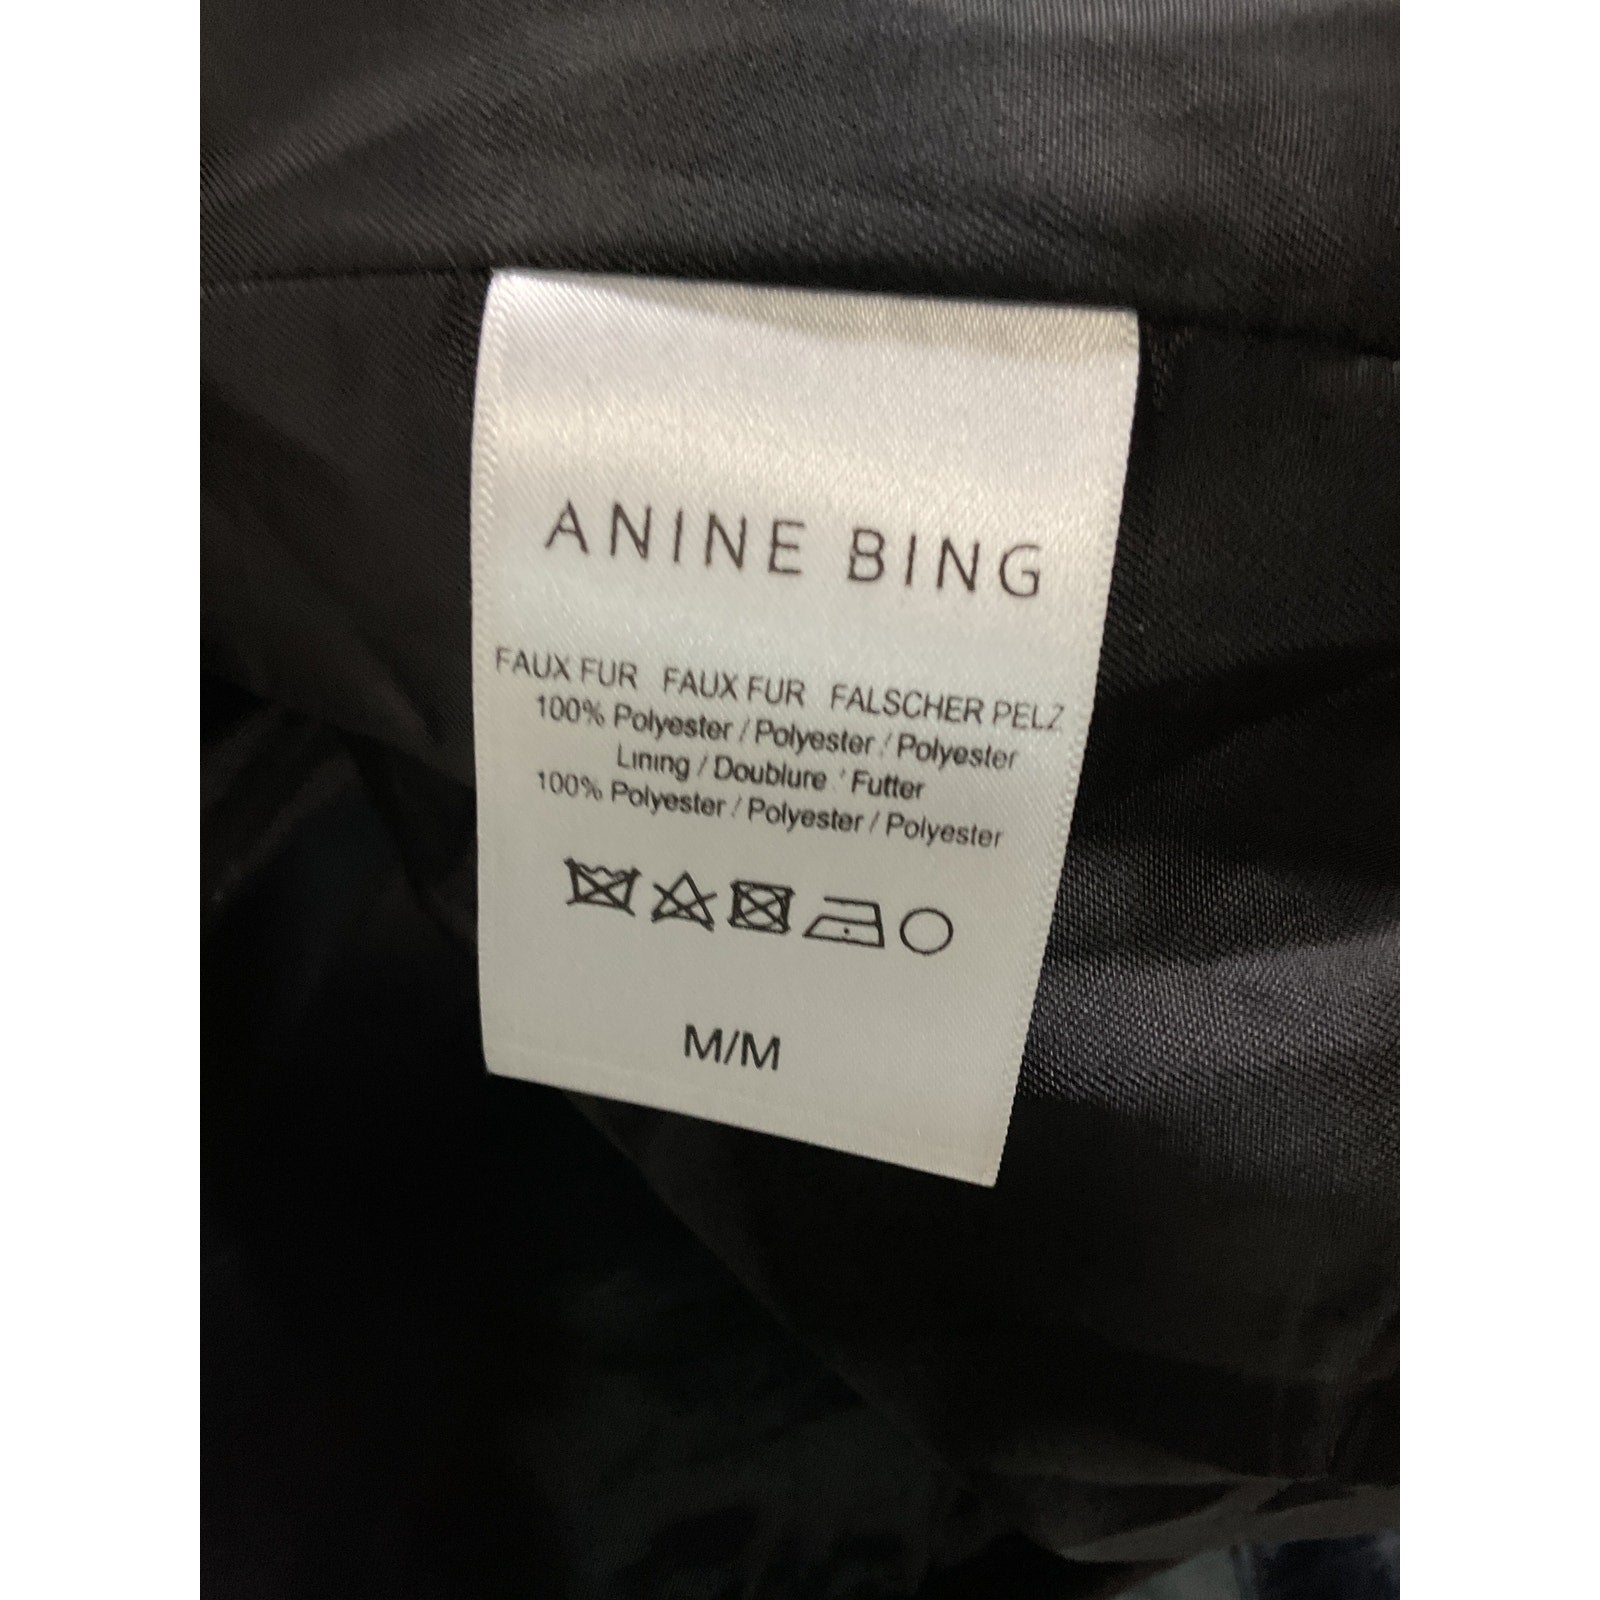 ANINE BING
FAUX FUR FAUX FUR FALSCHER PELZ
100% Polyester / Polyester / Polyester
Lining / Doublure / Futter
100% Polyester / Polyester / Polyester
M/M